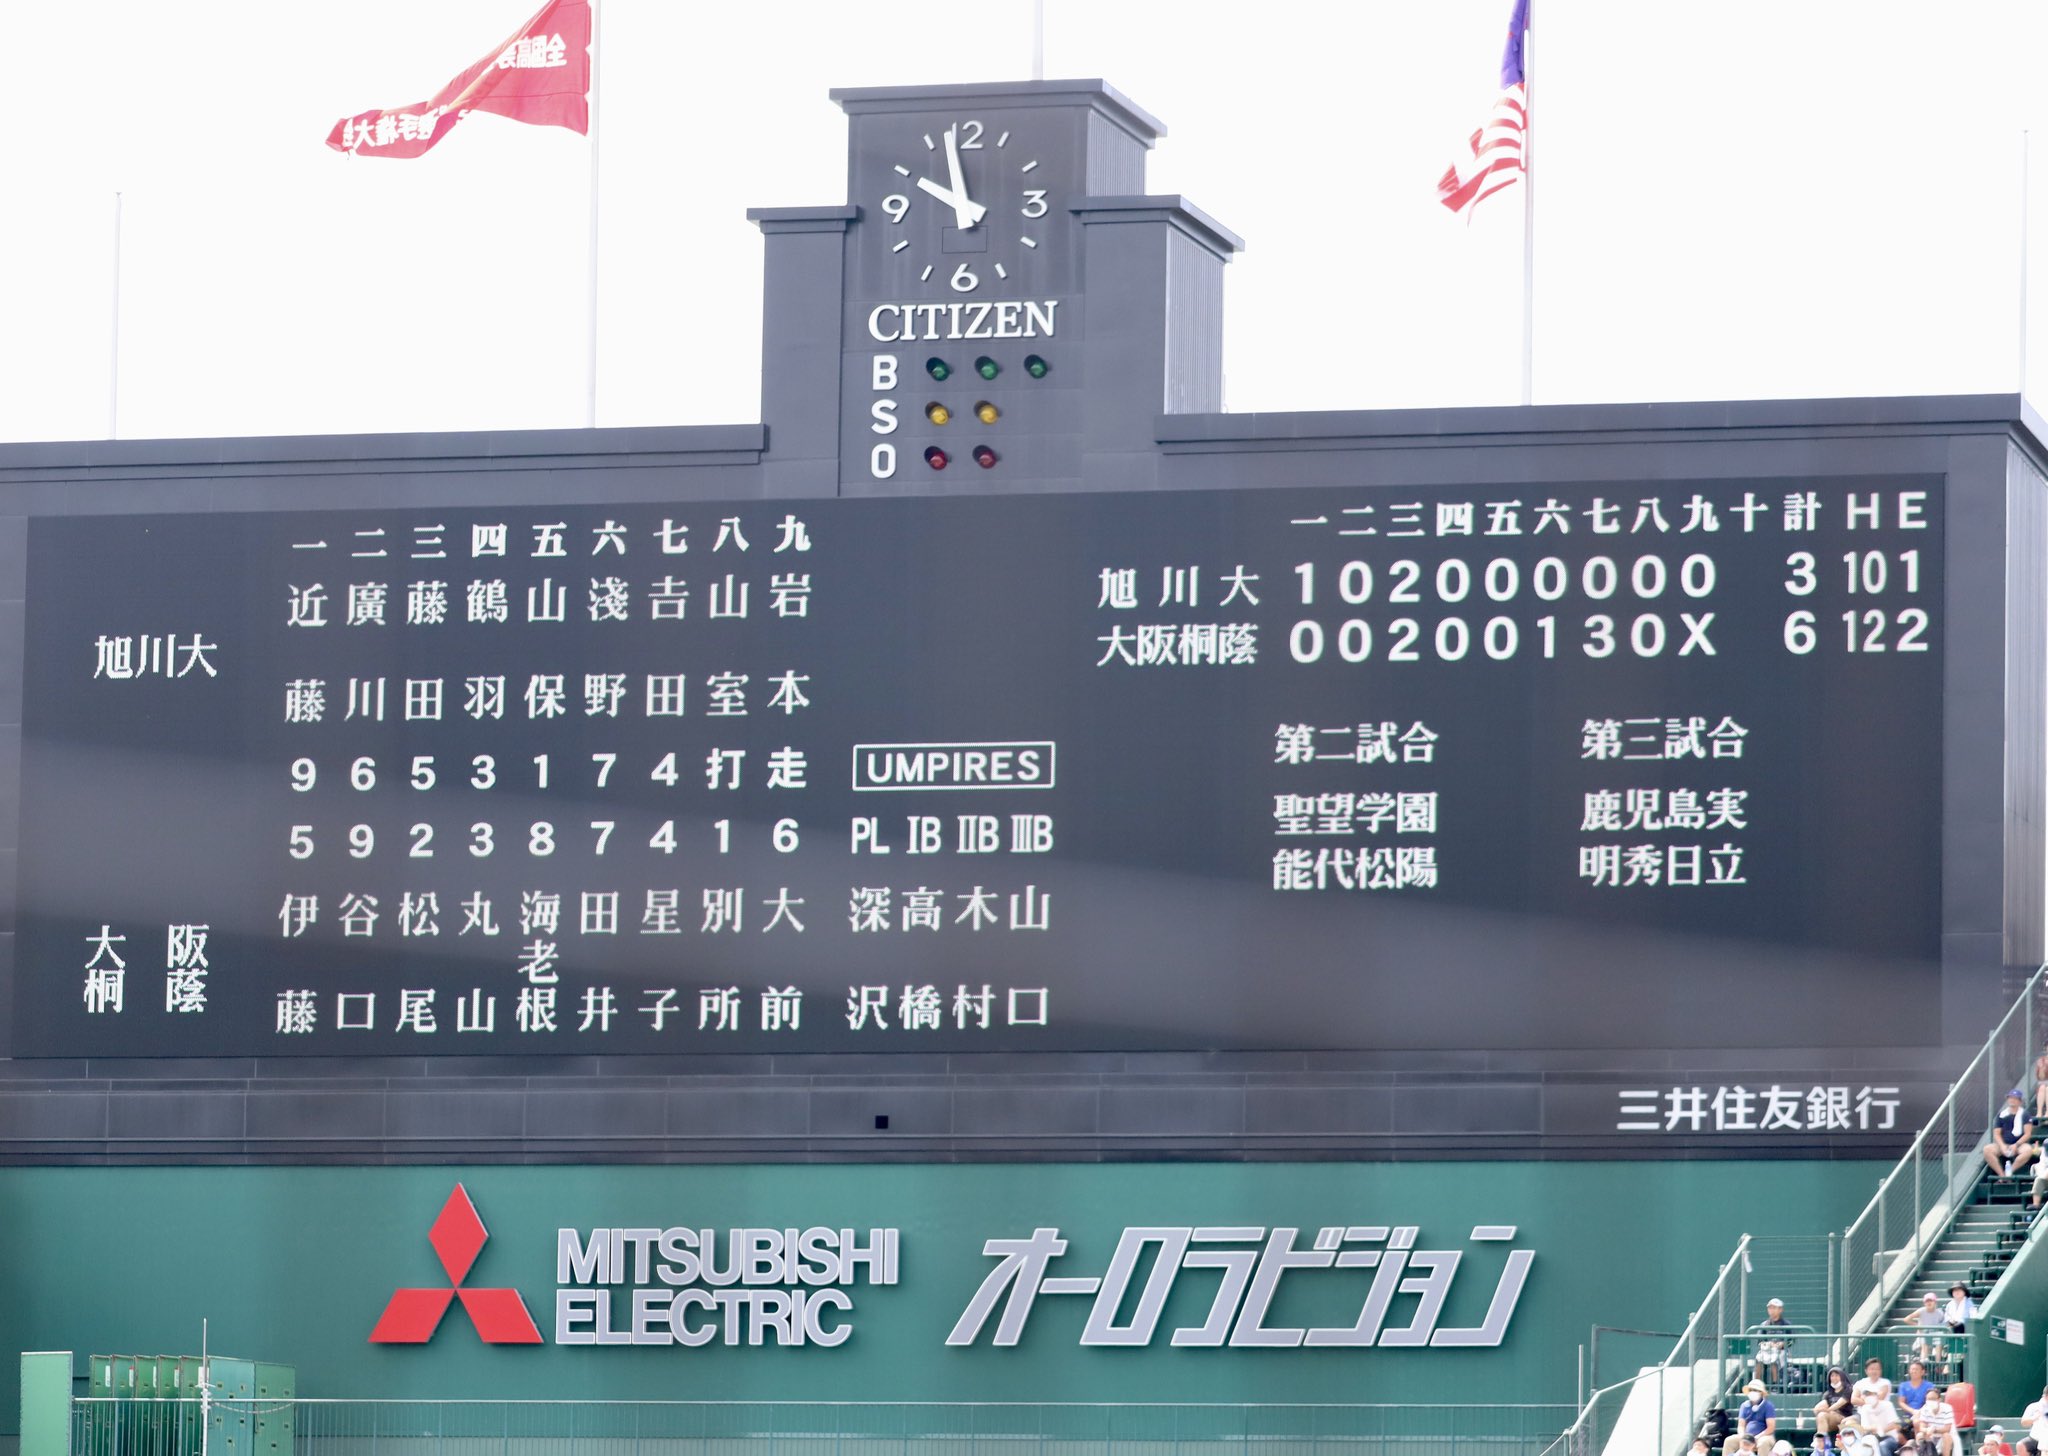 全国高
大
12
9 3
6
CITIZEN
B
S
O
一 二 三 四 五 六 七 八 九
旭川大
近藤 廣川 藤田 鶴羽 山保 淺野 吉田 山室 岩本
9 6 5 3 1 7 4 打 走
5 9 2 3 8 7 4 1 6
大阪桐蔭
伊藤 谷口 松尾 丸山 海老根 田井 星子 別所 大前
UMPIRES
PL ⅠB ⅡB ⅢB
深沢 高橋 木村 山口
一 二 三 四 五 六 七 八 九 十 計 H E
旭川大 1 0 2 0 0 0 0 0 0 3 10 1
大阪桐蔭 0 0 2 0 0 1 3 0 X 6 12 2
第二試合 第三試合
聖望学園 鹿児島実
能代松陽 明秀日立
三井住友銀行
MITSUBISHI
ELECTRIC
オーロラビジョン